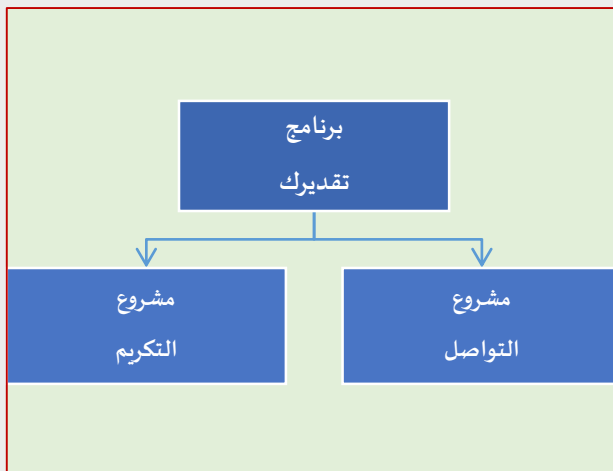 برنامج
تقديرك
مشروع
التواصل
مشروع
التكريم